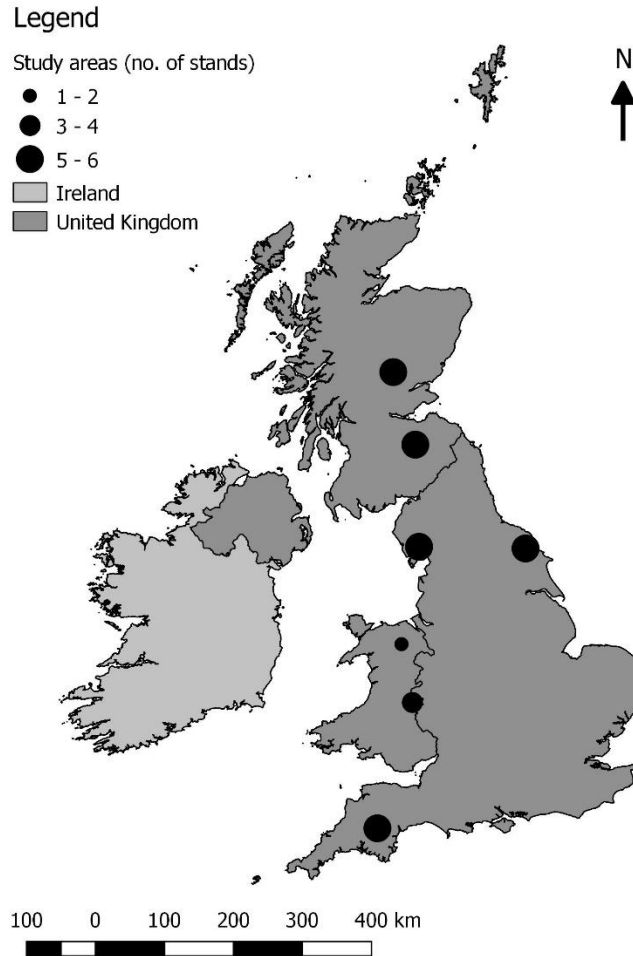 Legend
Study areas (no. of stands)
1 - 2
3 - 4
5 - 6
Ireland
United Kingdom
N
100 0 100 200 300 400 km